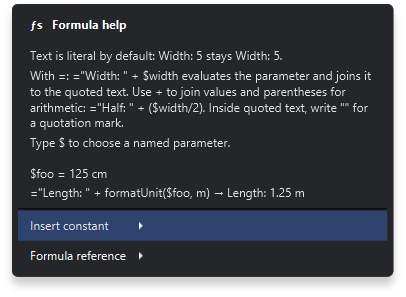 fs Formula help
Text is literal by default: Width: 5 stays Width: 5.
With =: ="Width: " + $width evaluates the parameter and joins it
to the quoted text. Use + to join values and parentheses for
arithmetic: ="Half: " + ($width/2). Inside quoted text, write "" for
a quotation mark.
Type $ to choose a named parameter.
$foo = 125 cm
="Length: " + formatUnit($foo, m) → Length: 1.25 m
Insert constant
Formula reference